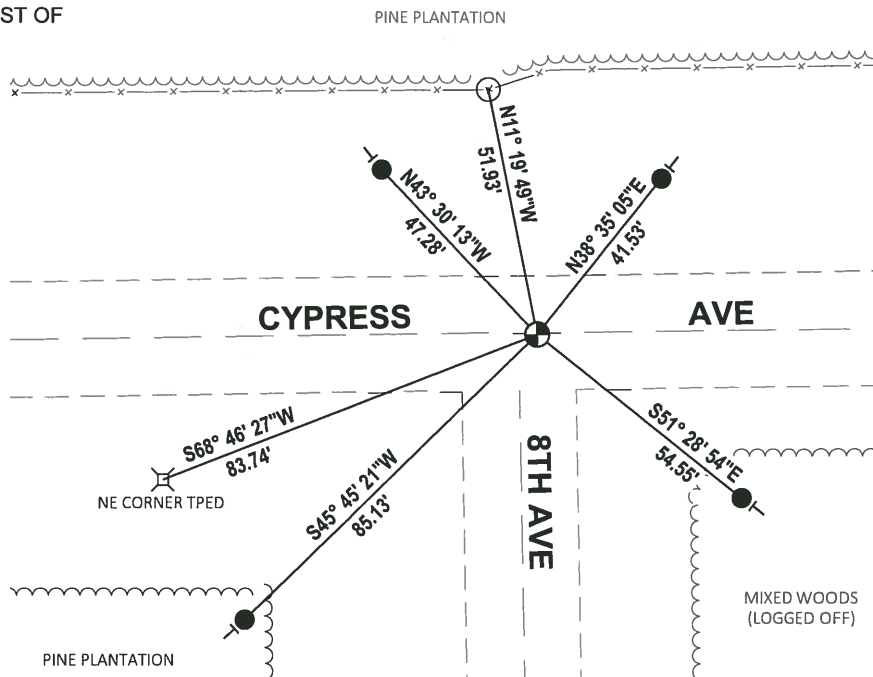 ST OF
PINE PLANTATION
N11° 19' 49"W
51.93'
N43° 30' 13"W
47.28'
N38° 35' 05"E
41.53'
CYPRESS AVE
S68° 46' 27"W
83.74'
NE CORNER TPED
S45° 45' 21"W
85.13'
8TH AVE
S51° 28' 54"E
54.55'
MIXED WOODS
(LOGGED OFF)
PINE PLANTATION